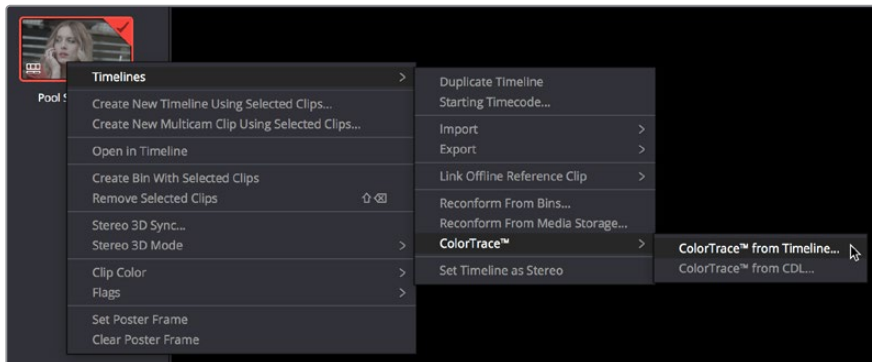 Pool S
Timelines >
Create New Timeline Using Selected Clips...
Create New Multicam Clip Using Selected Clips...
Open in Timeline
Create Bin With Selected Clips
Remove Selected Clips ⇧⌫
Stereo 3D Sync...
Stereo 3D Mode >
Clip Color >
Flags >
Set Poster Frame
Clear Poster Frame
Duplicate Timeline
Starting Timecode...
Import >
Export >
Link Offline Reference Clip >
Reconform From Bins...
Reconform From Media Storage...
ColorTrace™ >
Set Timeline as Stereo
ColorTrace™ from Timeline...
ColorTrace™ from CDL...